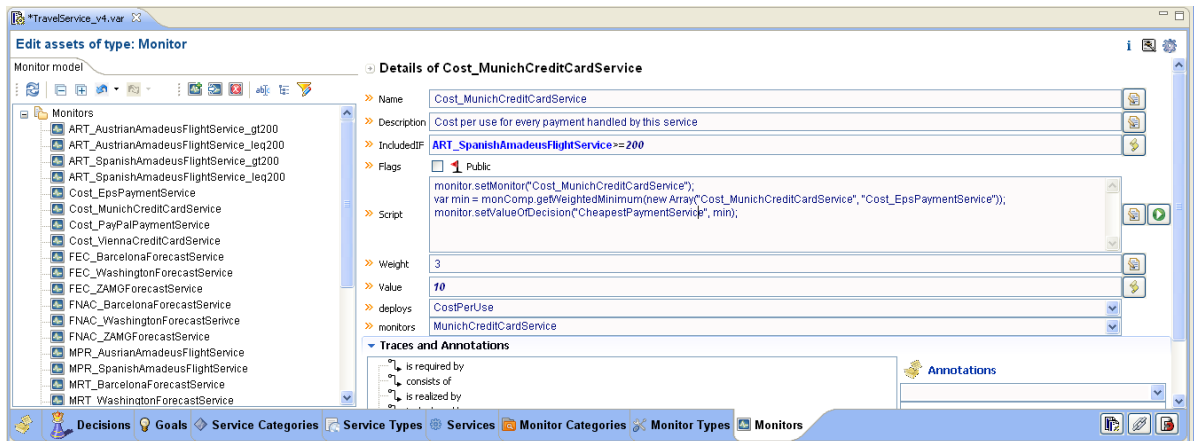 *TravelService_v4.var
Edit assets of type: Monitor
Monitor model
Monitors
ART_AustrianAmadeusFlightService_gt200
ART_AustrianAmadeusFlightService_leq200
ART_SpanishAmadeusFlightService_gt200
ART_SpanishAmadeusFlightService_leq200
Cost_EpsPaymentService
Cost_MunichCreditCardService
Cost_PayPalPaymentService
Cost_ViennaCreditCardService
FEC_BarcelonaForecastService
FEC_WashingtonForecastService
FEC_ZAMGForecastService
FNAC_BarcelonaForecastService
FNAC_WashingtonForecastSerivce
FNAC_ZAMGForecastService
MPR_AusrianAmadeusFlightService
MPR_SpanishAmadeusFlightService
MRT_BarcelonaForecastService
MRT_WashingtonForecastService
Details of Cost_MunichCreditCardService
Name Cost_MunichCreditCardService
Description Cost per use for every payment handled by this service
IncludedIF ART_SpanishAmadeusFlightService>=200
Flags Public
Script
monitor.setMonitor("Cost_MunichCreditCardService");
var min = monComp.getWeightedMinimum(new Array("Cost_MunichCreditCardService", "Cost_EpsPaymentService"));
monitor.setValueOfDecision("CheapestPaymentService", min);
Weight 3
Value 10
deploys CostPerUse
monitors MunichCreditCardService
Traces and Annotations
is required by
consists of
is realized by
Annotations
Decisions Goals Service Categories Service Types Services Monitor Categories Monitor Types Monitors